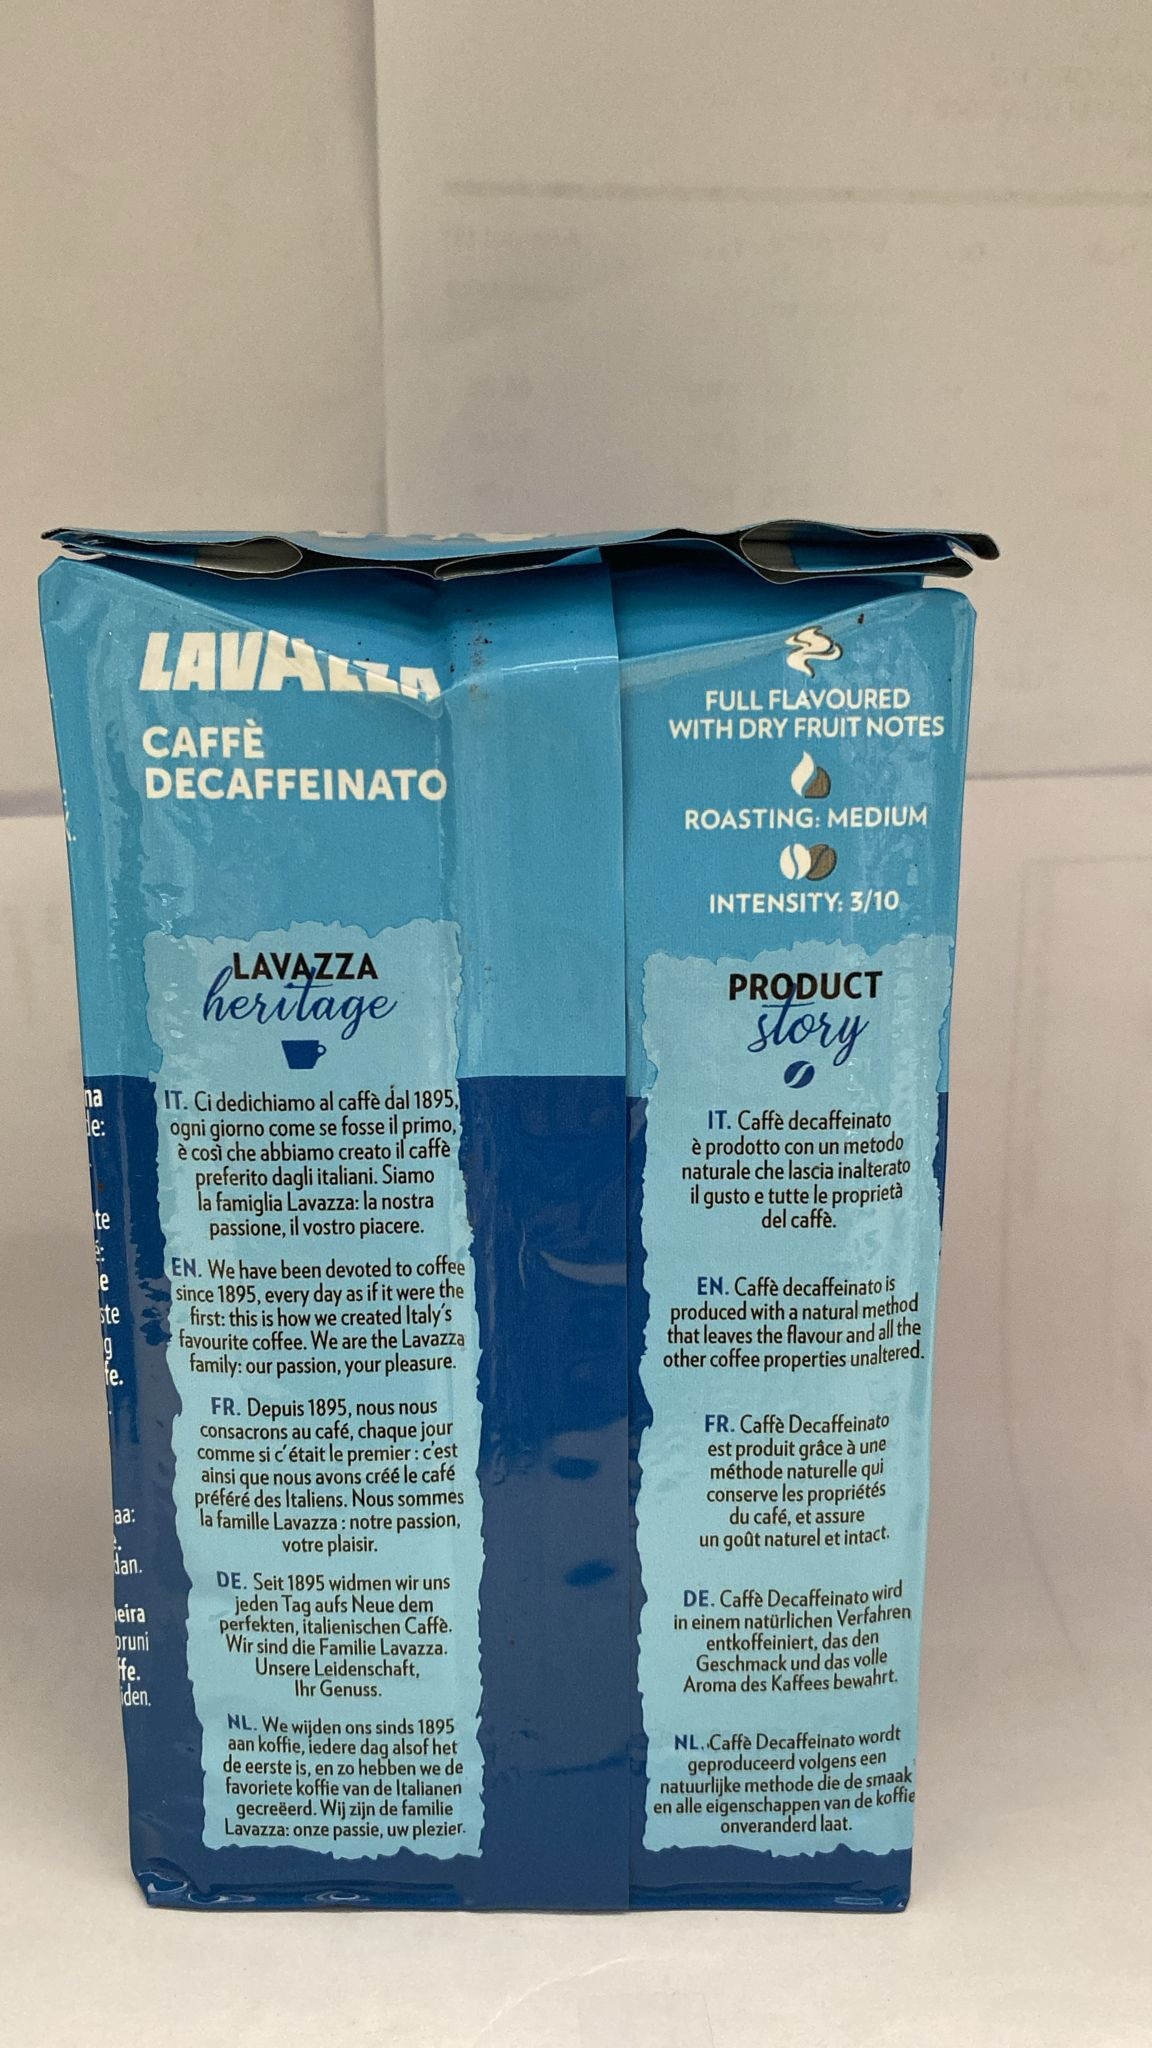 LAVAZZA
CAFFÈ
DECAFFEINATO
FULL FLAVOURED
WITH DRY FRUIT NOTES
ROASTING: MEDIUM
INTENSITY: 3/10
LAVAZZA
heritage
IT. Ci dedichiamo al caffè dal 1895,
ogni giorno come se fosse il primo,
è così che abbiamo creato il caffè
preferito dagli italiani. Siamo
la famiglia Lavazza: la nostra
passione, il vostro piacere.
EN. We have been devoted to coffee
since 1895, every day as if it were the
first: this is how we created Italy's
favourite coffee. We are the Lavazza
family: our passion, your pleasure.
FR. Depuis 1895, nous nous
consacrons au café, chaque jour
comme si c'était le premier : c'est
ainsi que nous avons créé le café
préféré des Italiens. Nous sommes
la famille Lavazza : notre passion,
votre plaisir.
DE. Seit 1895 widmen wir uns
jeden Tag aufs Neue dem
perfekten, italienischen Caffè.
Wir sind die Familie Lavazza.
Unsere Leidenschaft,
Ihr Genuss.
NL. We wijden ons sinds 1895
aan koffie, iedere dag alsof het
de eerste is, en zo hebben we de
favoriete koffie van de Italianen
gecreëerd. Wij zijn de familie
Lavazza: onze passie, uw plezier.
PRODUCT
story
IT. Caffè decaffeinato
è prodotto con un metodo
naturale che lascia inalterato
il gusto e tutte le proprietà
del caffè.
EN. Caffè decaffeinato is
produced with a natural method
that leaves the flavour and all the
other coffee properties unaltered.
FR. Caffè Decaffeinato
est produit grâce à une
méthode naturelle qui
conserve les propriétés
du café, et assure
un goût naturel et intact.
DE. Caffè Decaffeinato wird
in einem natürlichen Verfahren
entkoffeiniert, das den
Geschmack und das volle
Aroma des Kaffees bewahrt.
NL. Caffè Decaffeinato wordt
geproduceerd volgens een
natuurlijke methode die de smaak
en alle eigenschappen van de koffie
onveranderd laat.